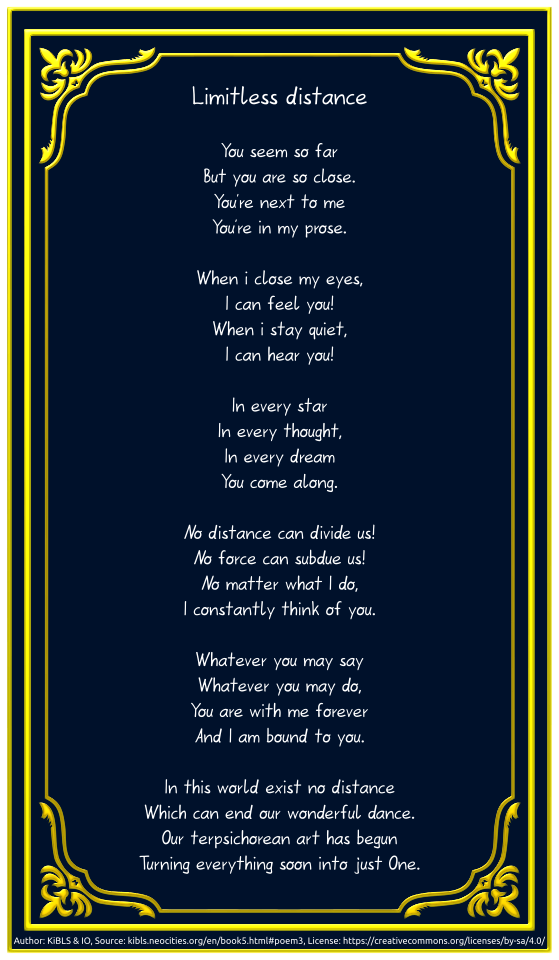 Limitless distance
You seem so far
But you are so close.
You're next to me
You're in my prose.
When i close my eyes,
I can feel you!
When i stay quiet,
I can hear you!
In every star
In every thought,
In every dream
You come along.
No distance can divide us!
No force can subdue us!
No matter what I do,
I constantly think of you.
Whatever you may say
Whatever you may do,
You are with me forever
And I am bound to you.
In this world exist no distance
Which can end our wonderful dance.
Our terpsichorean art has begun
Turning everything soon into just One.
Author: KiBLS & IO, Source: kibls.neocities.org/en/book5.html#poem3, License: https://creativecommons.org/licenses/by-sa/4.0/